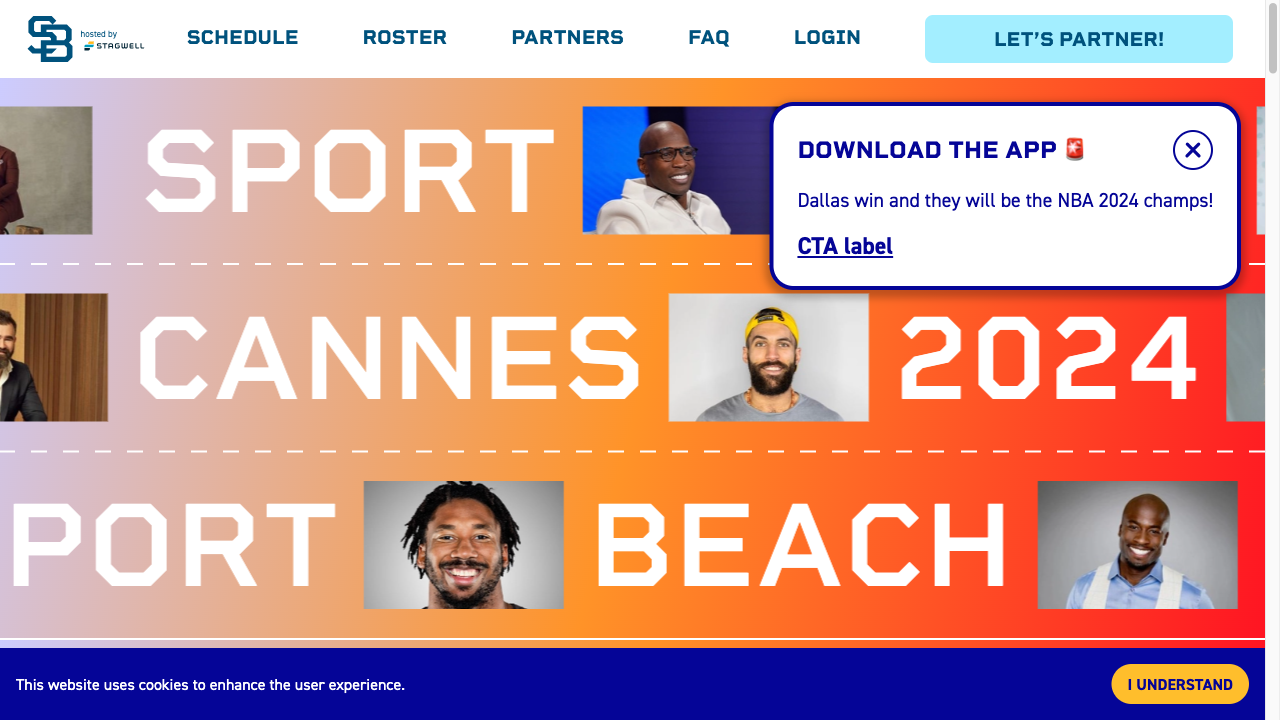 SB hosted by
STAGWELL
SCHEDULE
ROSTER
PARTNERS
FAQ
LOGIN
LET'S PARTNER!
SPORT
DOWNLOAD THE APP 🚨
Dallas win and they will be the NBA 2024 champs!
CTA label
CANNES
2024
PORT
BEACH
This website uses cookies to enhance the user experience.
I UNDERSTAND